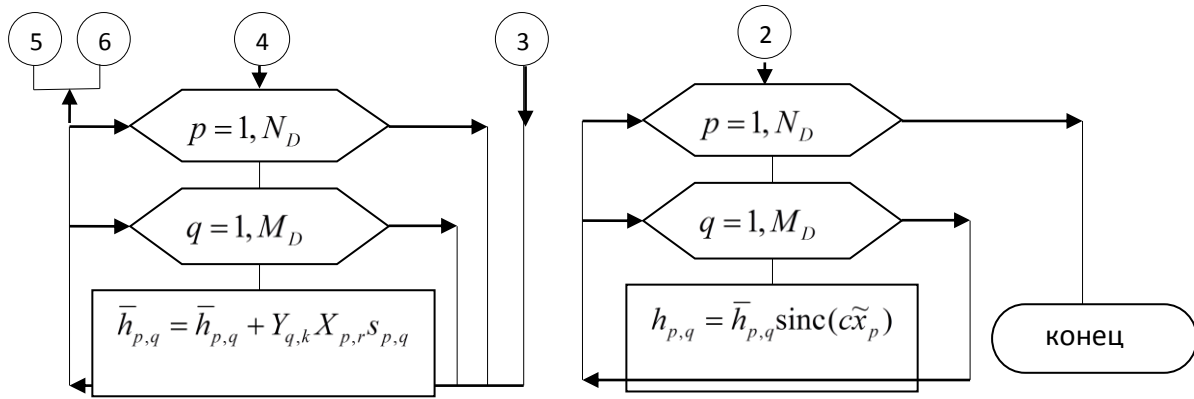 5 6 4 3 2
p = 1, N_D
p = 1, N_D
q = 1, M_D
q = 1, M_D
h̅_{p,q} = h̅_{p,q} + Y_{q,k} X_{p,r} s_{p,q}
h_{p,q} = h̅_{p,q} sinc(cx̃_p)
конец